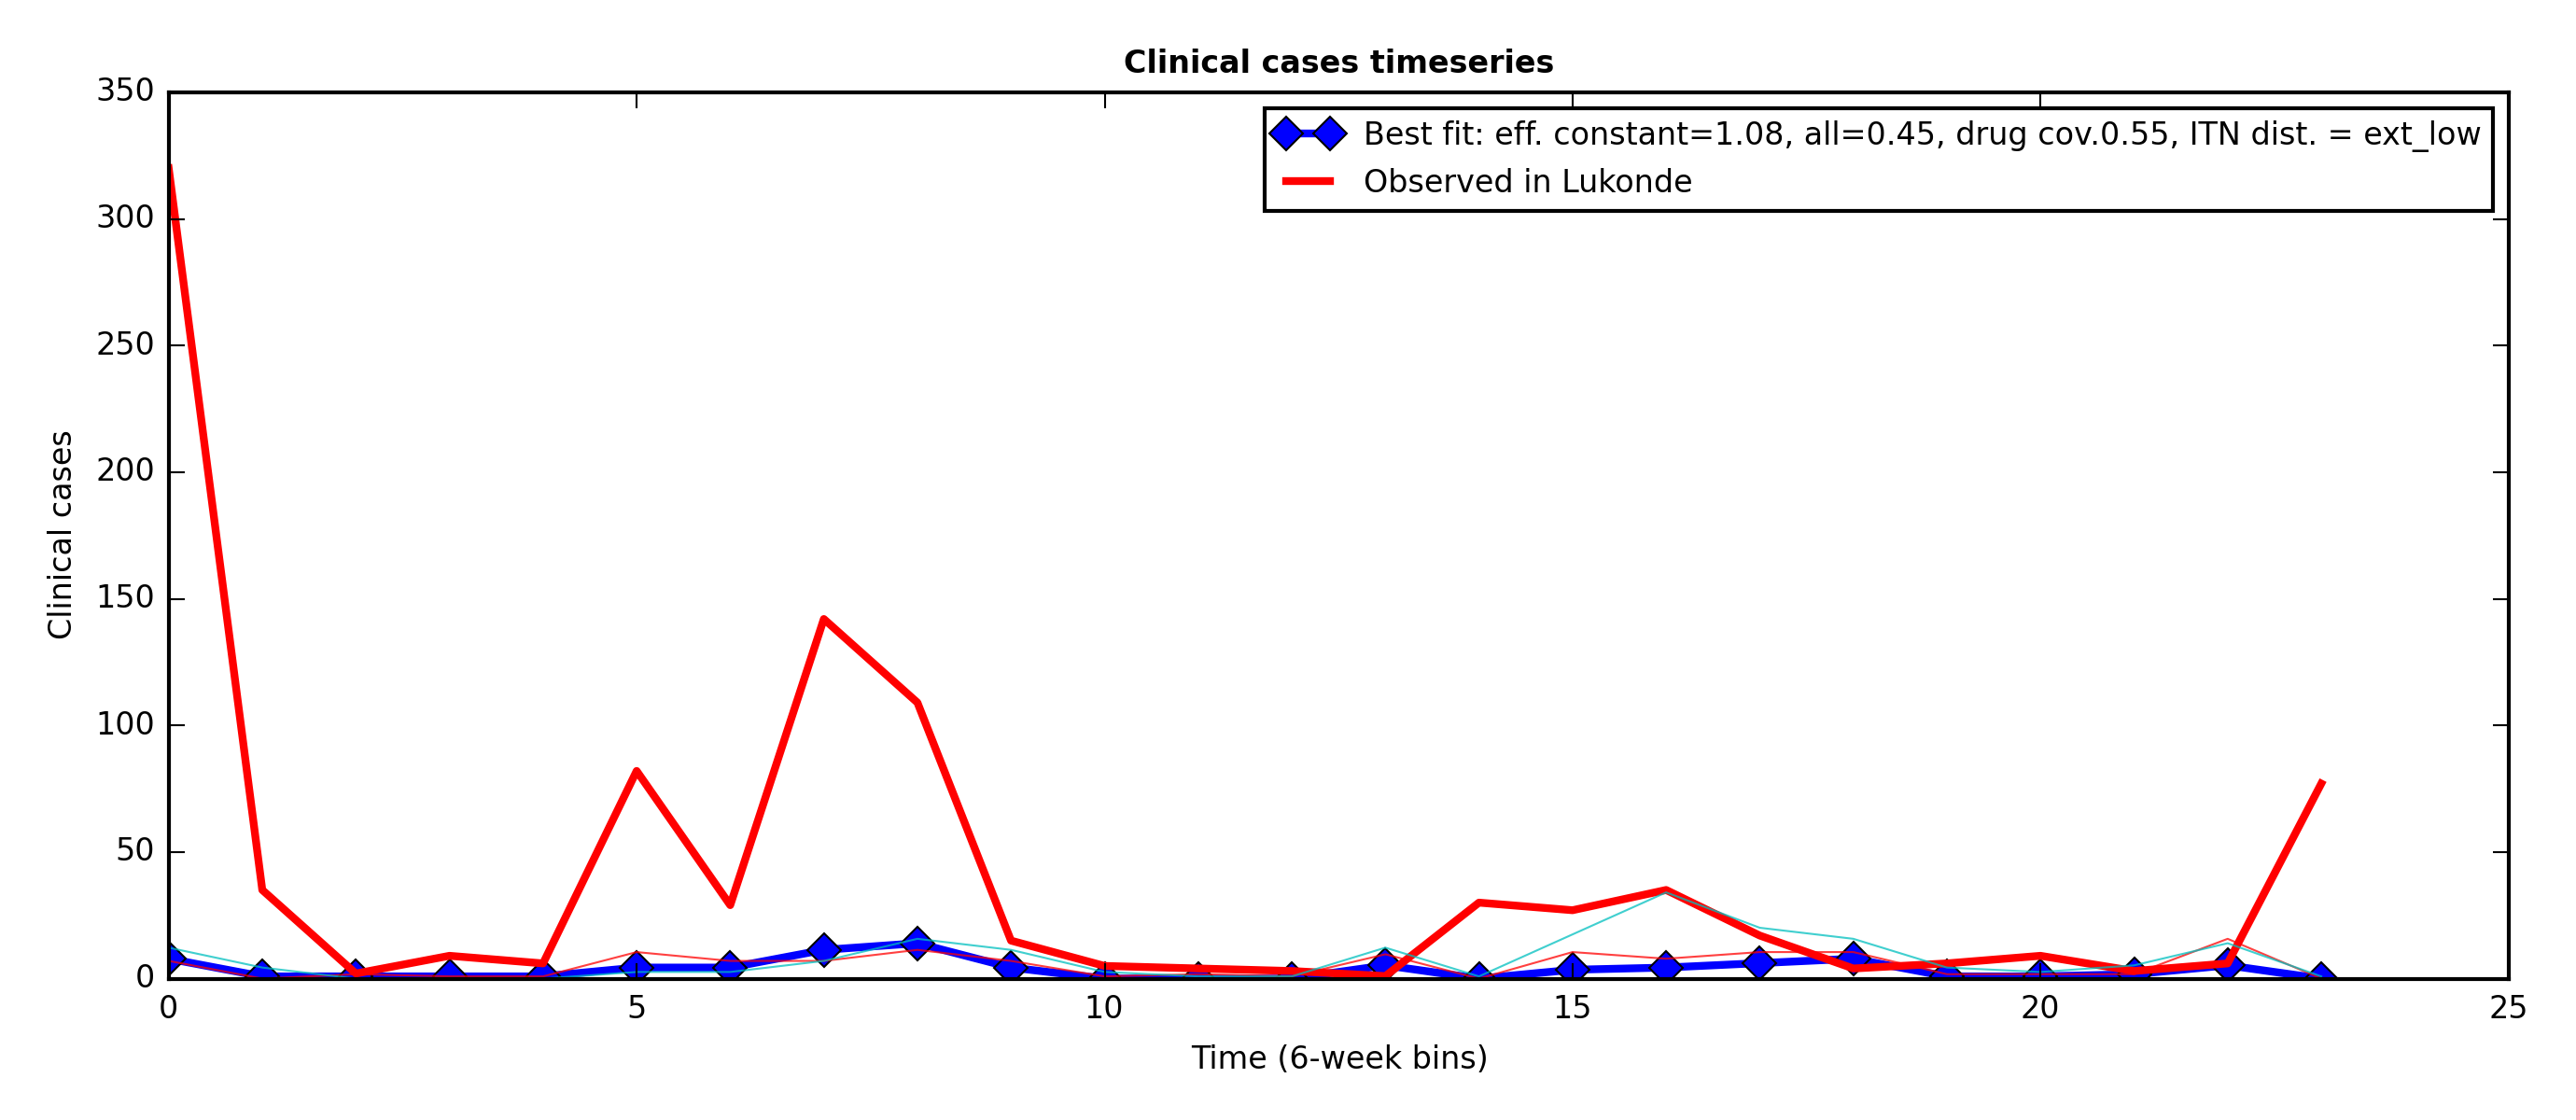 Clinical cases timeseries
350
300
250
200
150
100
50
0
Clinical cases
Best fit: eff. constant=1.08, all=0.45, drug cov.0.55, ITN dist. = ext_low
Observed in Lukonde
0 5 10 15 20 25
Time (6-week bins)